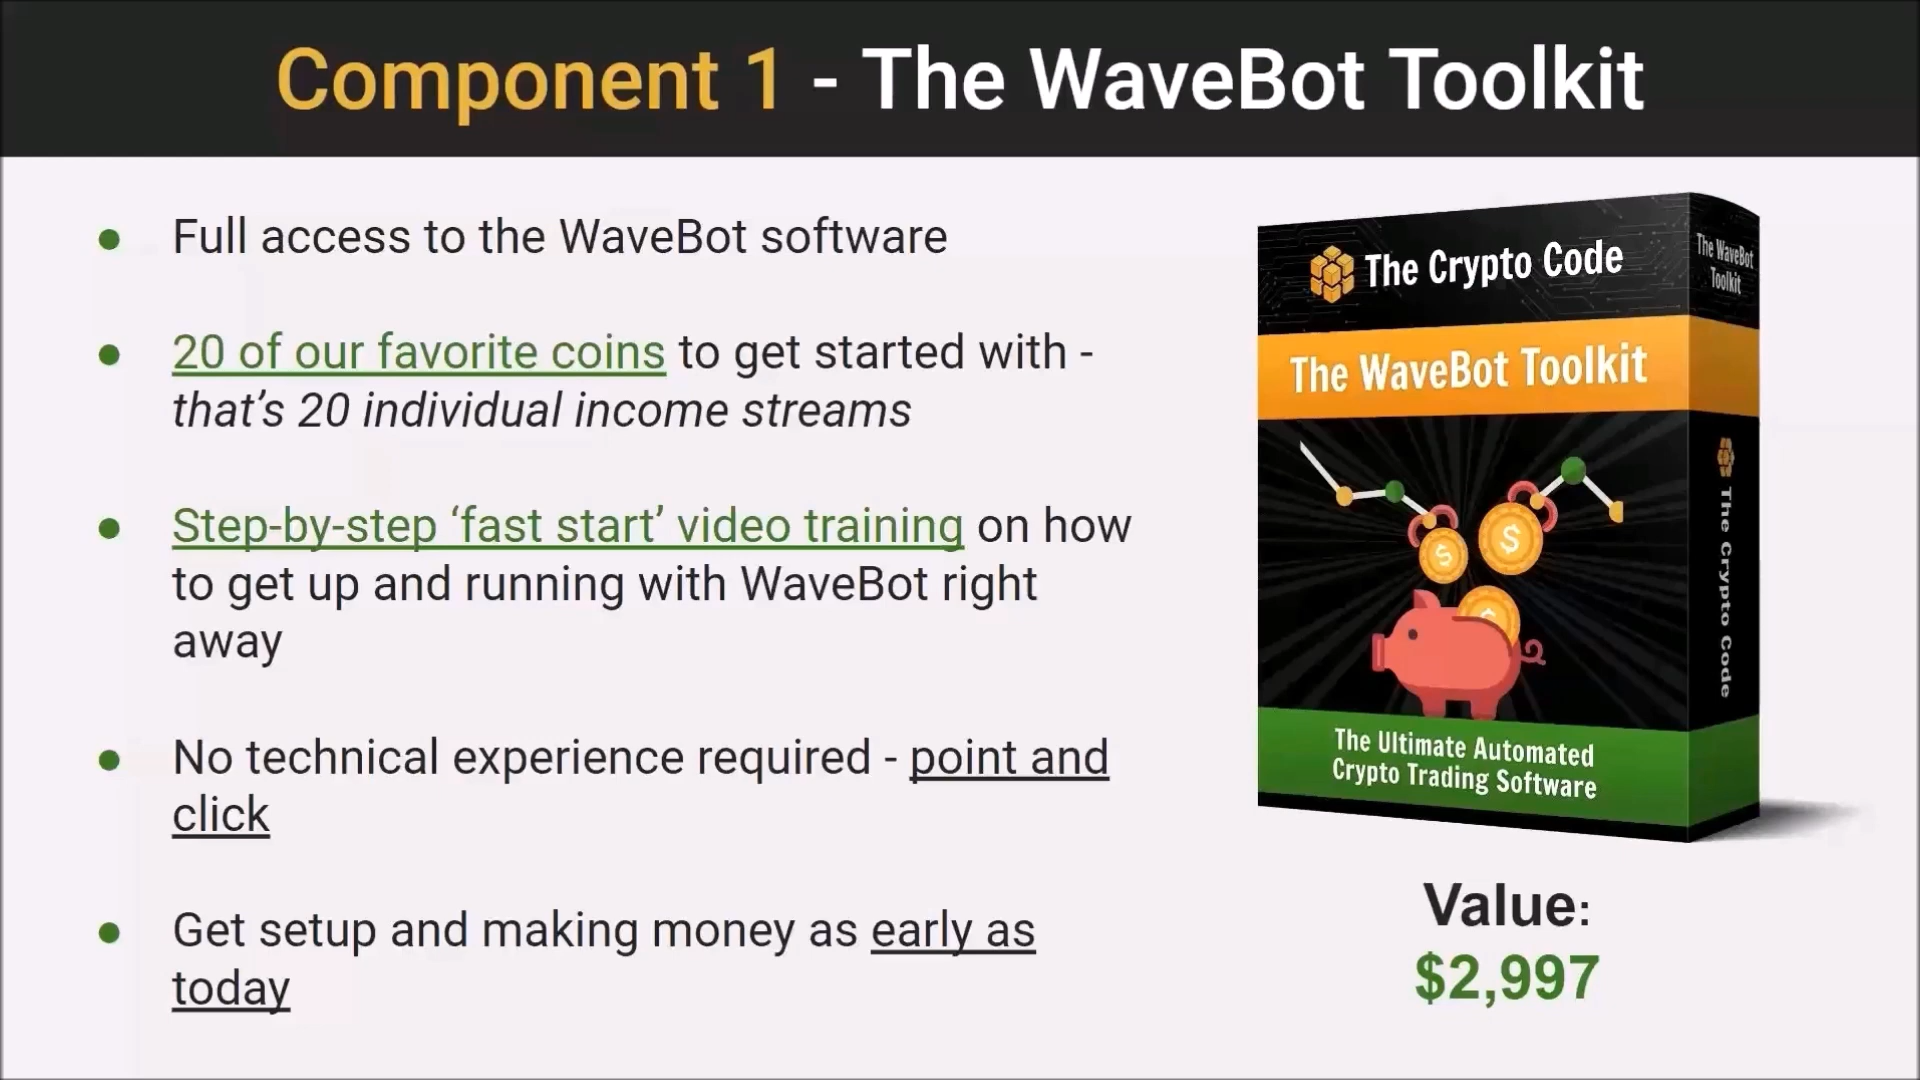 Component 1 - The WaveBot Toolkit
Full access to the WaveBot software
20 of our favorite coins to get started with -
that’s 20 individual income streams
Step-by-step ‘fast start’ video training on how
to get up and running with WaveBot right
away
No technical experience required - point and
click
Get setup and making money as early as
today
The Crypto Code
The WaveBot Toolkit
$
$
$
The Ultimate Automated
Crypto Trading Software
The WaveBot
Toolkit
The Crypto Code
Value:
$2,997